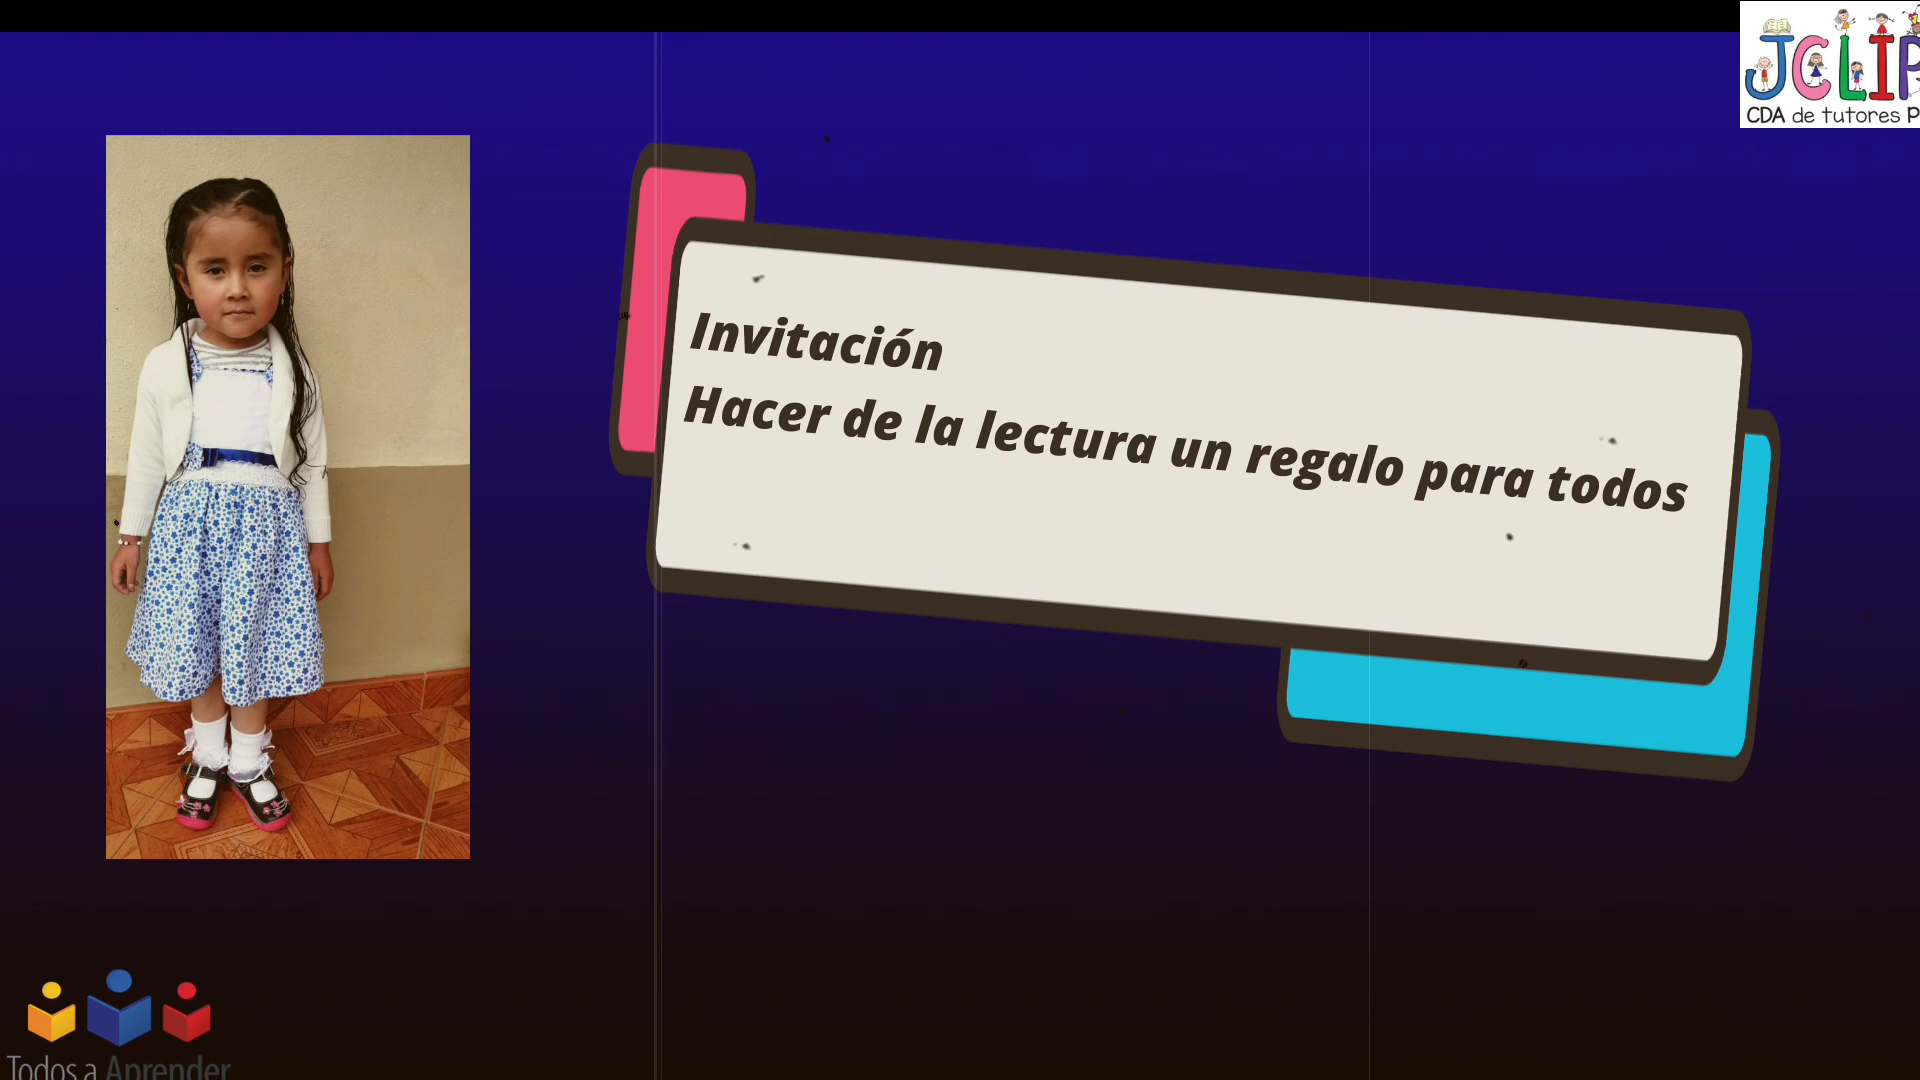 JCLIP
CDA de tutores P
Invitación
Hacer de la lectura un regalo para todos
Todos a Aprender